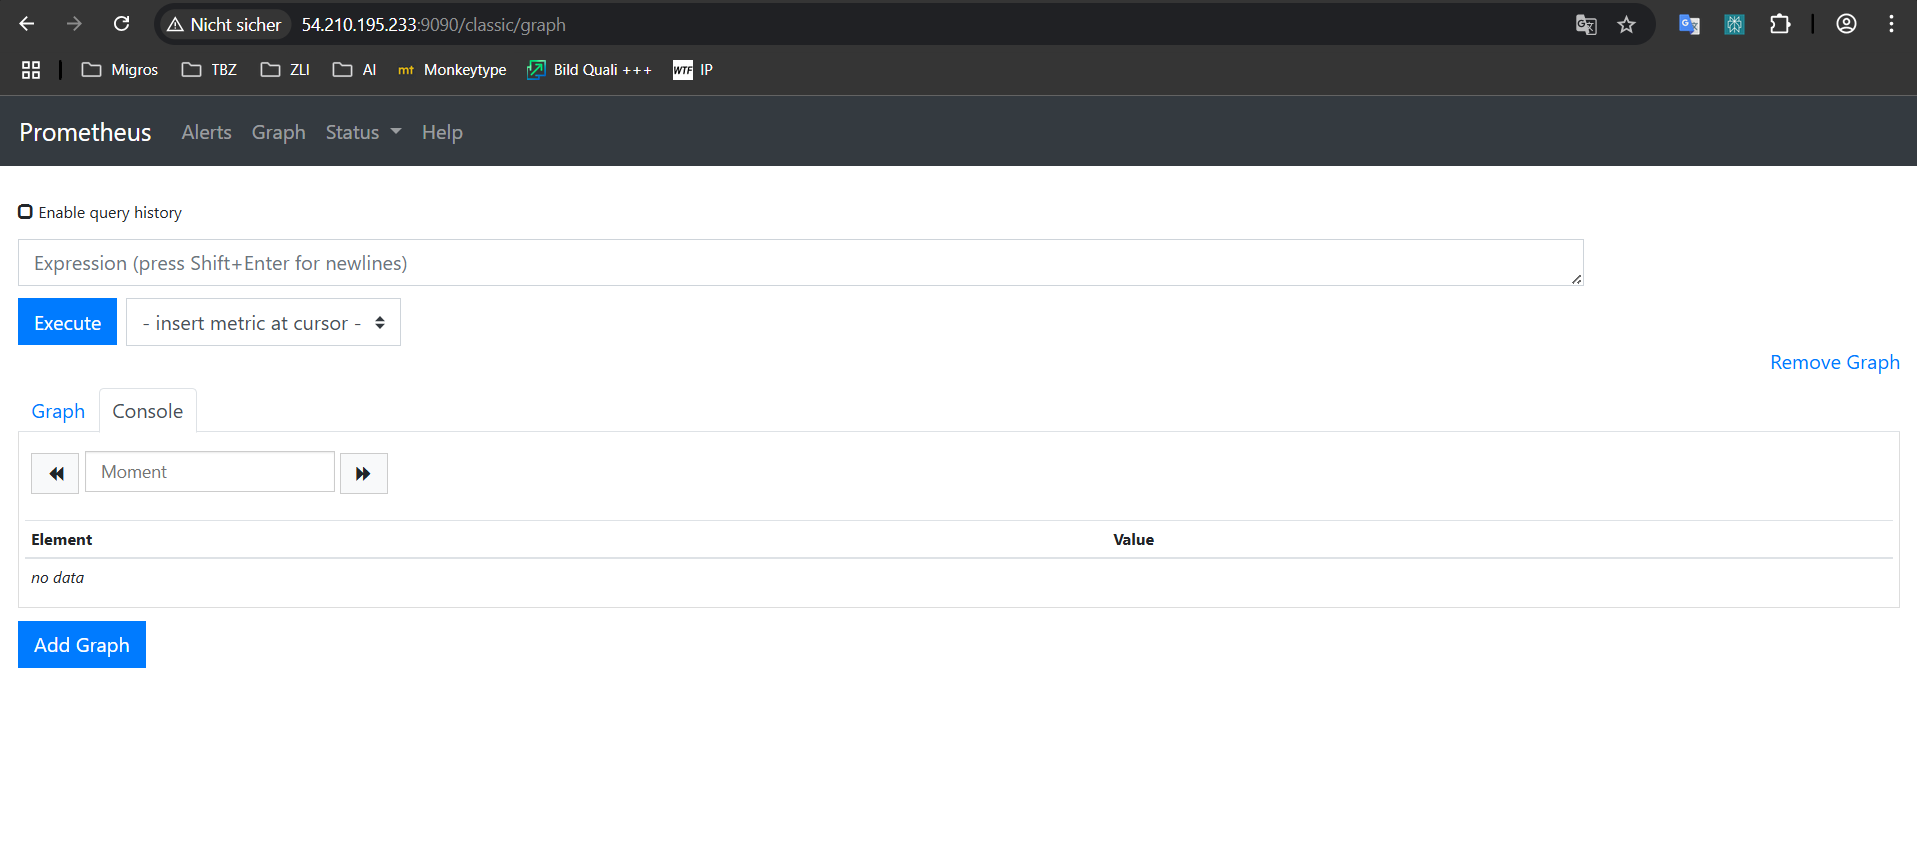 Nicht sicher 54.210.195.233:9090/classic/graph
Migros TBZ ZLI AI mt Monkeytype Bild Quali +++ WTF IP
Prometheus Alerts Graph Status Help
Enable query history
Expression (press Shift+Enter for newlines)
Execute - insert metric at cursor -
Remove Graph
Graph Console
Moment
Element Value
no data
Add Graph